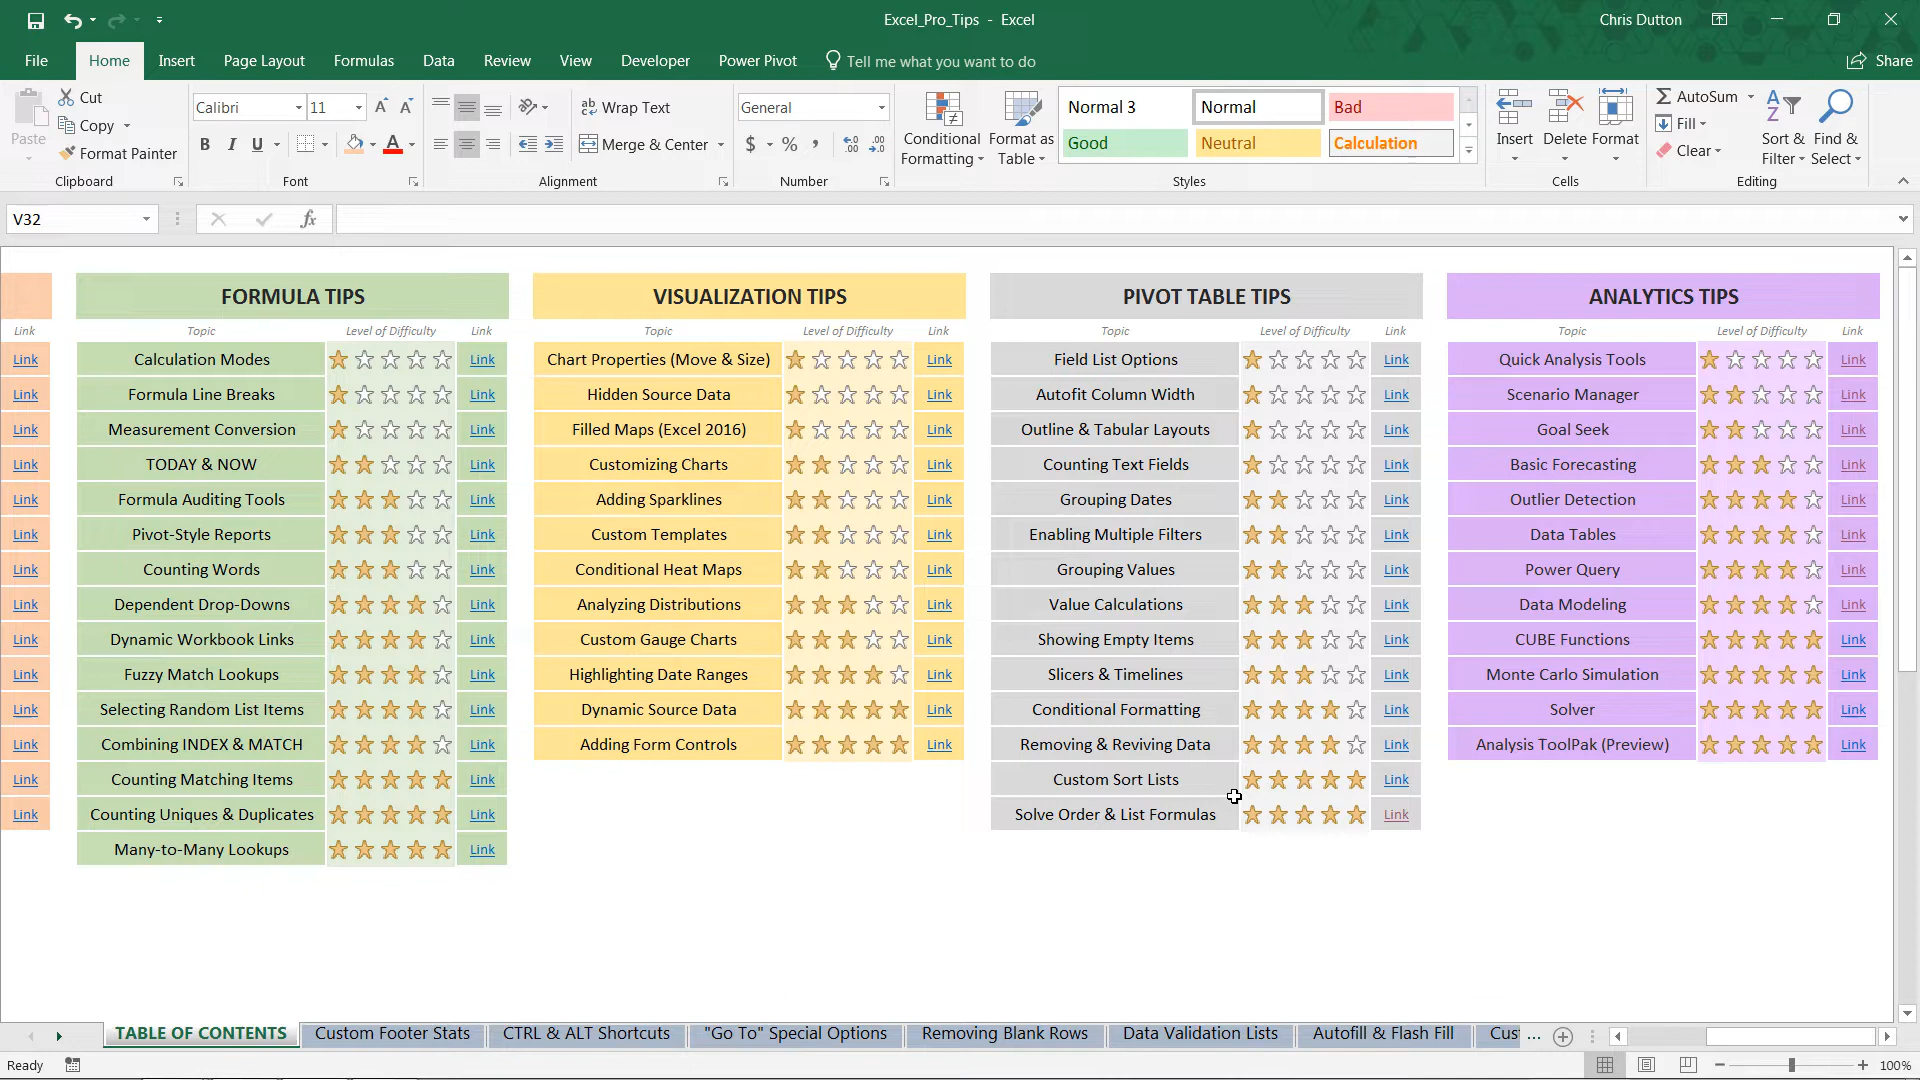 Excel_Pro_Tips - Excel
Chris Dutton
File Home Insert Page Layout Formulas Data Review View Developer Power Pivot Tell me what you want to do Share
Paste
Cut
Copy
Format Painter
Clipboard
Calibri 11
B I U
Font
Wrap Text
Merge & Center
Alignment
General
$ % ,
Number
Conditional Formatting
Format as Table
Normal 3 Normal Bad
Good Neutral Calculation
Styles
Insert Delete Format
Cells
AutoSum
Fill
Clear
Sort & Filter
Find & Select
Editing
V32
fx
FORMULA TIPS VISUALIZATION TIPS PIVOT TABLE TIPS ANALYTICS TIPS
Link Topic Level of Difficulty Link Topic Level of Difficulty Link Topic Level of Difficulty Link Topic Level of Difficulty Link
Link Calculation Modes Link Chart Properties (Move & Size) Link Field List Options Link Quick Analysis Tools Link
Link Formula Line Breaks Link Hidden Source Data Link Autofit Column Width Link Scenario Manager Link
Link Measurement Conversion Link Filled Maps (Excel 2016) Link Outline & Tabular Layouts Link Goal Seek Link
Link TODAY & NOW Link Customizing Charts Link Counting Text Fields Link Basic Forecasting Link
Link Formula Auditing Tools Link Adding Sparklines Link Grouping Dates Link Outlier Detection Link
Link Pivot-Style Reports Link Custom Templates Link Enabling Multiple Filters Link Data Tables Link
Link Counting Words Link Conditional Heat Maps Link Grouping Values Link Power Query Link
Link Dependent Drop-Downs Link Analyzing Distributions Link Value Calculations Link Data Modeling Link
Link Dynamic Workbook Links Link Custom Gauge Charts Link Showing Empty Items Link CUBE Functions Link
Link Fuzzy Match Lookups Link Highlighting Date Ranges Link Slicers & Timelines Link Monte Carlo Simulation Link
Link Selecting Random List Items Link Dynamic Source Data Link Conditional Formatting Link Solver Link
Link Combining INDEX & MATCH Link Adding Form Controls Link Removing & Reviving Data Link Analysis ToolPak (Preview) Link
Link Counting Matching Items Link Custom Sort Lists Link
Link Counting Uniques & Duplicates Link Solve Order & List Formulas Link
Many-to-Many Lookups Link
TABLE OF CONTENTS Custom Footer Stats CTRL & ALT Shortcuts "Go To" Special Options Removing Blank Rows Data Validation Lists Autofill & Flash Fill Cus ...
Ready 100%